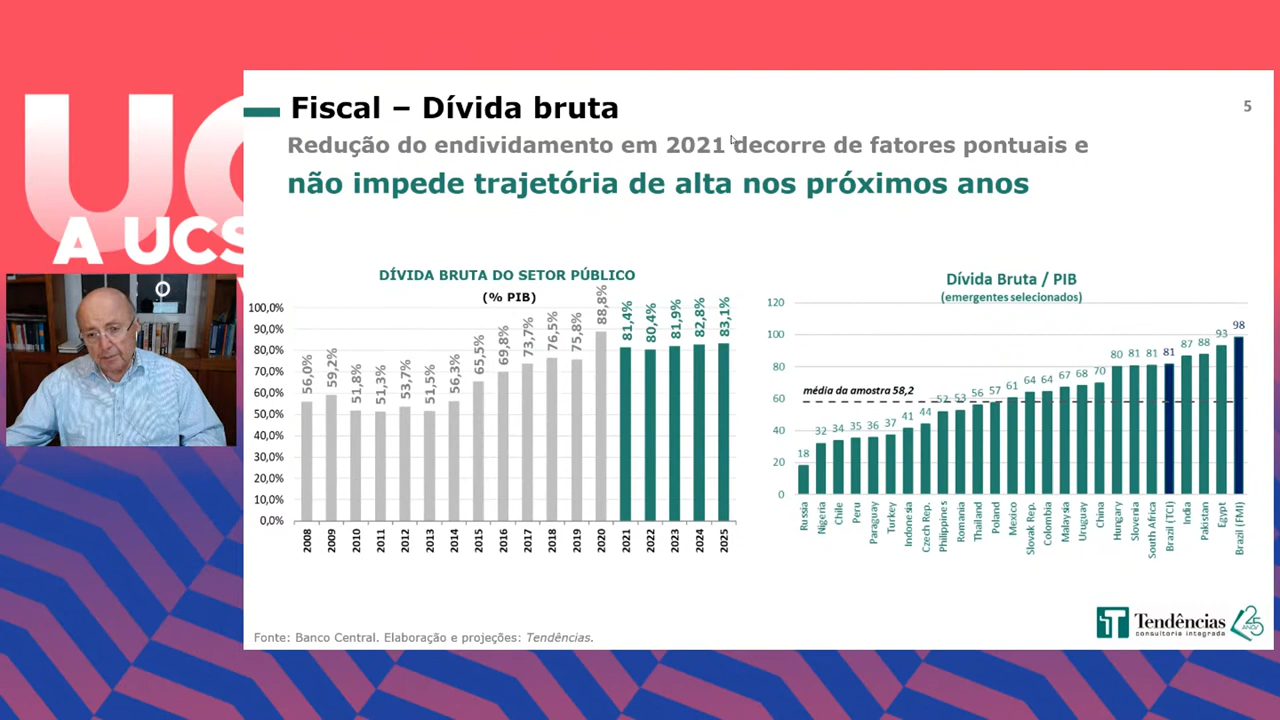 UC
A UCS
Fiscal – Dívida bruta
5
Redução do endividamento em 2021 decorre de fatores pontuais e
não impede trajetória de alta nos próximos anos
DÍVIDA BRUTA DO SETOR PÚBLICO
(% PIB)
100,0%
90,0%
80,0%
70,0%
60,0%
50,0%
40,0%
30,0%
20,0%
10,0%
0,0%
56,0%
59,2%
51,8%
51,3%
53,7%
51,5%
56,3%
65,5%
69,8%
73,7%
76,5%
75,8%
88,8%
81,4%
80,4%
81,9%
82,8%
83,1%
2008
2009
2010
2011
2012
2013
2014
2015
2016
2017
2018
2019
2020
2021
2022
2023
2024
2025
Dívida Bruta / PIB
(emergentes selecionados)
120
100
80
60
40
20
0
média da amostra 58,2
18
32
34
35
36
37
41
44
52
53
56
57
61
64
64
67
68
70
80
81
81
81
87
88
93
98
Russia
Nigeria
Chile
Peru
Paraguay
Turkey
Indonesia
Czech Rep.
Philippines
Romania
Thailand
Poland
Mexico
Slovak Rep.
Colombia
Malaysia
Uruguay
China
Hungary
Slovenia
South Africa
Brazil (TCI)
India
Pakistan
Egypt
Brazil (FMI)
Fonte: Banco Central. Elaboração e projeções: Tendências.
T Tendências
consultoria integrada
25
ANOS